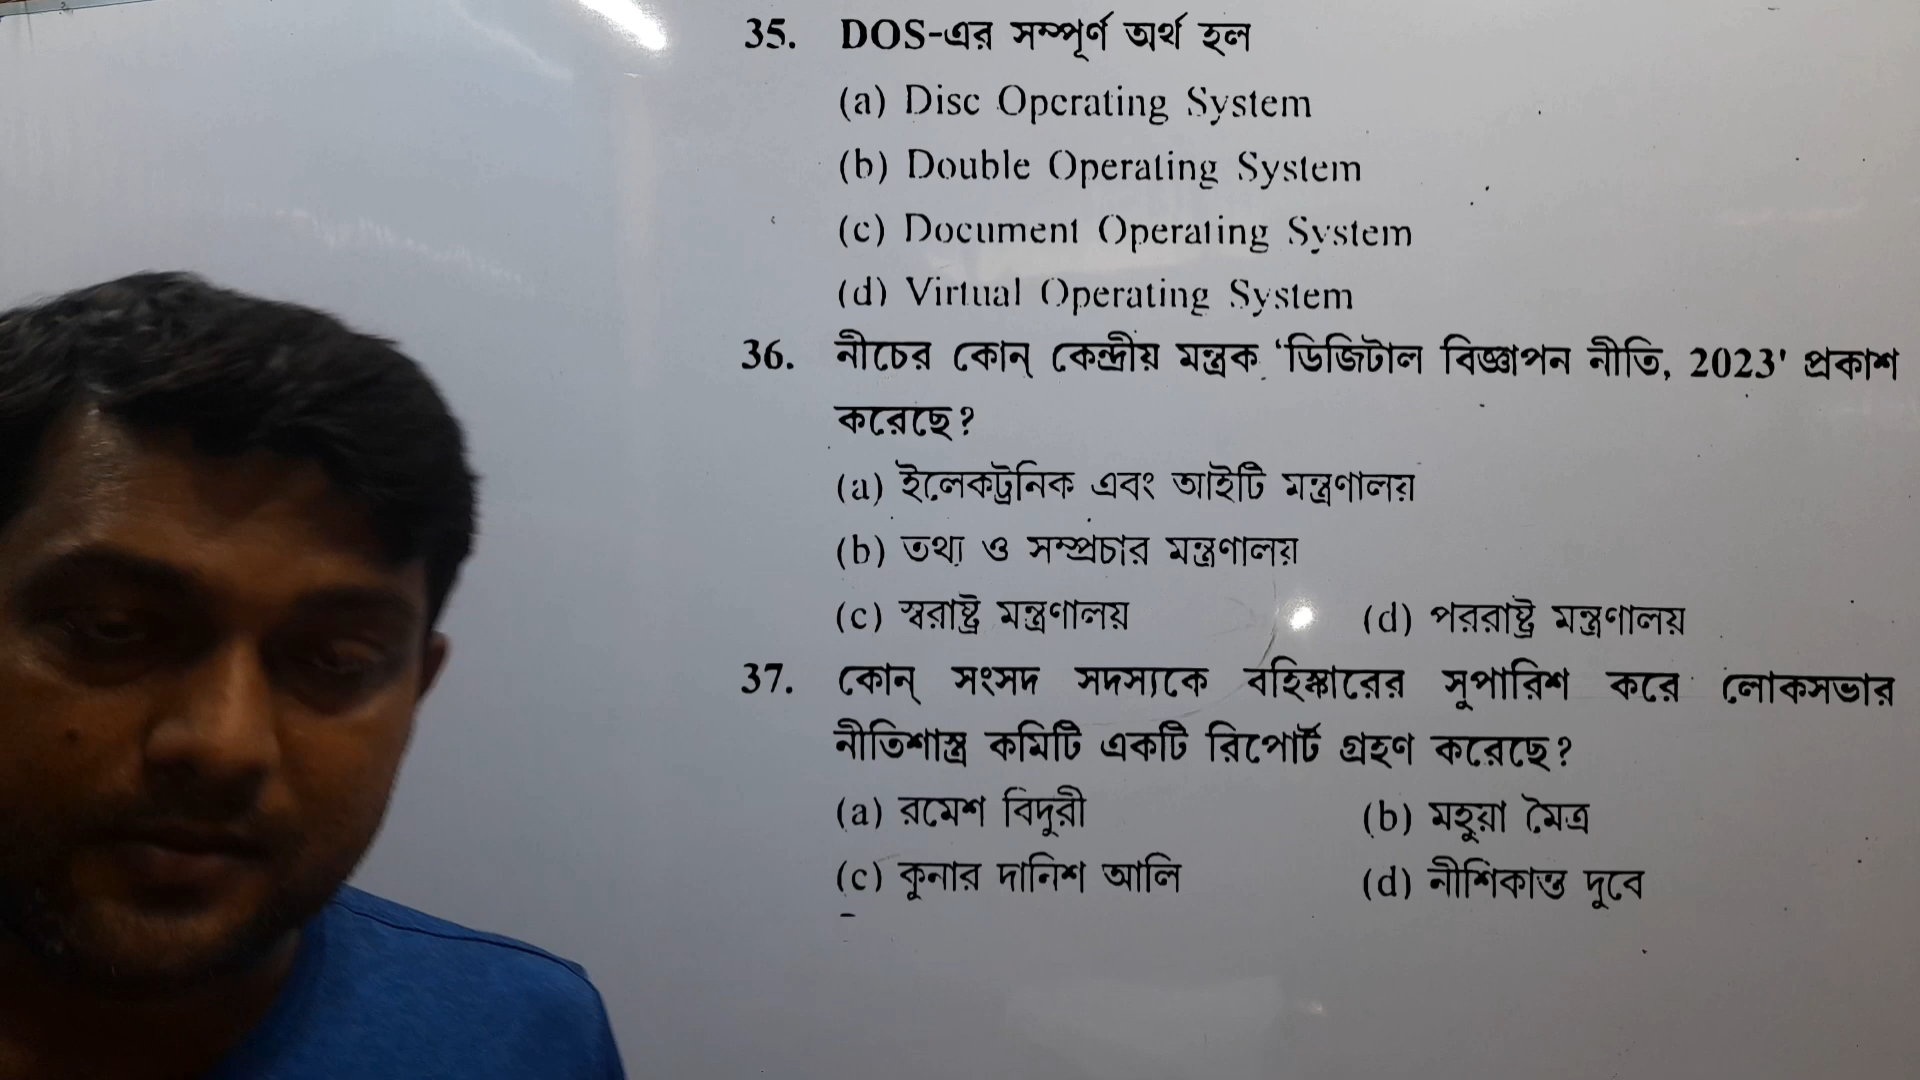 35. DOS-এর সম্পূর্ণ অর্থ হল
(a) Disc Operating System
(b) Double Operating System
(c) Document Operating System
(d) Virtual Operating System
36. নীচের কোন্ কেন্দ্রীয় মন্ত্রক ‘ডিজিটাল বিজ্ঞাপন নীতি, 2023' প্রকাশ
করেছে?
(a) ইলেকট্রনিক এবং আইটি মন্ত্রণালয়
(b) তথ্য ও সম্প্রচার মন্ত্রণালয়
(c) স্বরাষ্ট্র মন্ত্রণালয় (d) পররাষ্ট্র মন্ত্রণালয়
37. কোন্ সংসদ সদস্যকে বহিষ্কারের সুপারিশ করে লোকসভার
নীতিশাস্ত্র কমিটি একটি রিপোর্ট গ্রহণ করেছে?
(a) রমেশ বিদুরী (b) মহুয়া মৈত্র
(c) কুনার দানিশ আলি (d) নীশিকান্ত দুবে